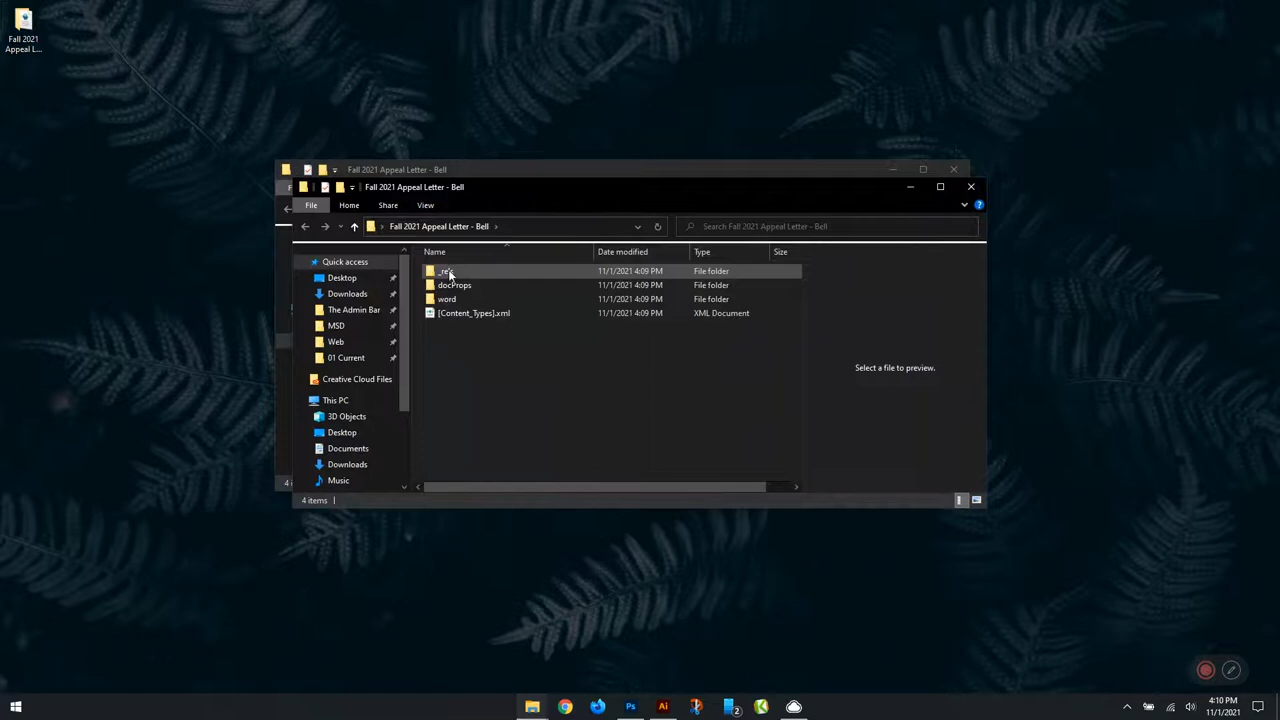 Fall 2021
Appeal L...
Fall 2021 Appeal Letter - Bell
Fall 2021 Appeal Letter - Bell
File
Home
Share
View
Fall 2021 Appeal Letter - Bell
Search Fall 2021 Appeal Letter - Bell
Name
Date modified
Type
Size
Quick access
Desktop
Downloads
The Admin Bar
MSD
Web
01 Current
Creative Cloud Files
This PC
3D Objects
Desktop
Documents
Downloads
Music
_rels 11/1/2021 4:09 PM File folder
docProps 11/1/2021 4:09 PM File folder
word 11/1/2021 4:09 PM File folder
[Content_Types].xml 11/1/2021 4:09 PM XML Document
Select a file to preview.
4 items
Ps
Ai
2
4:10 PM
11/1/2021